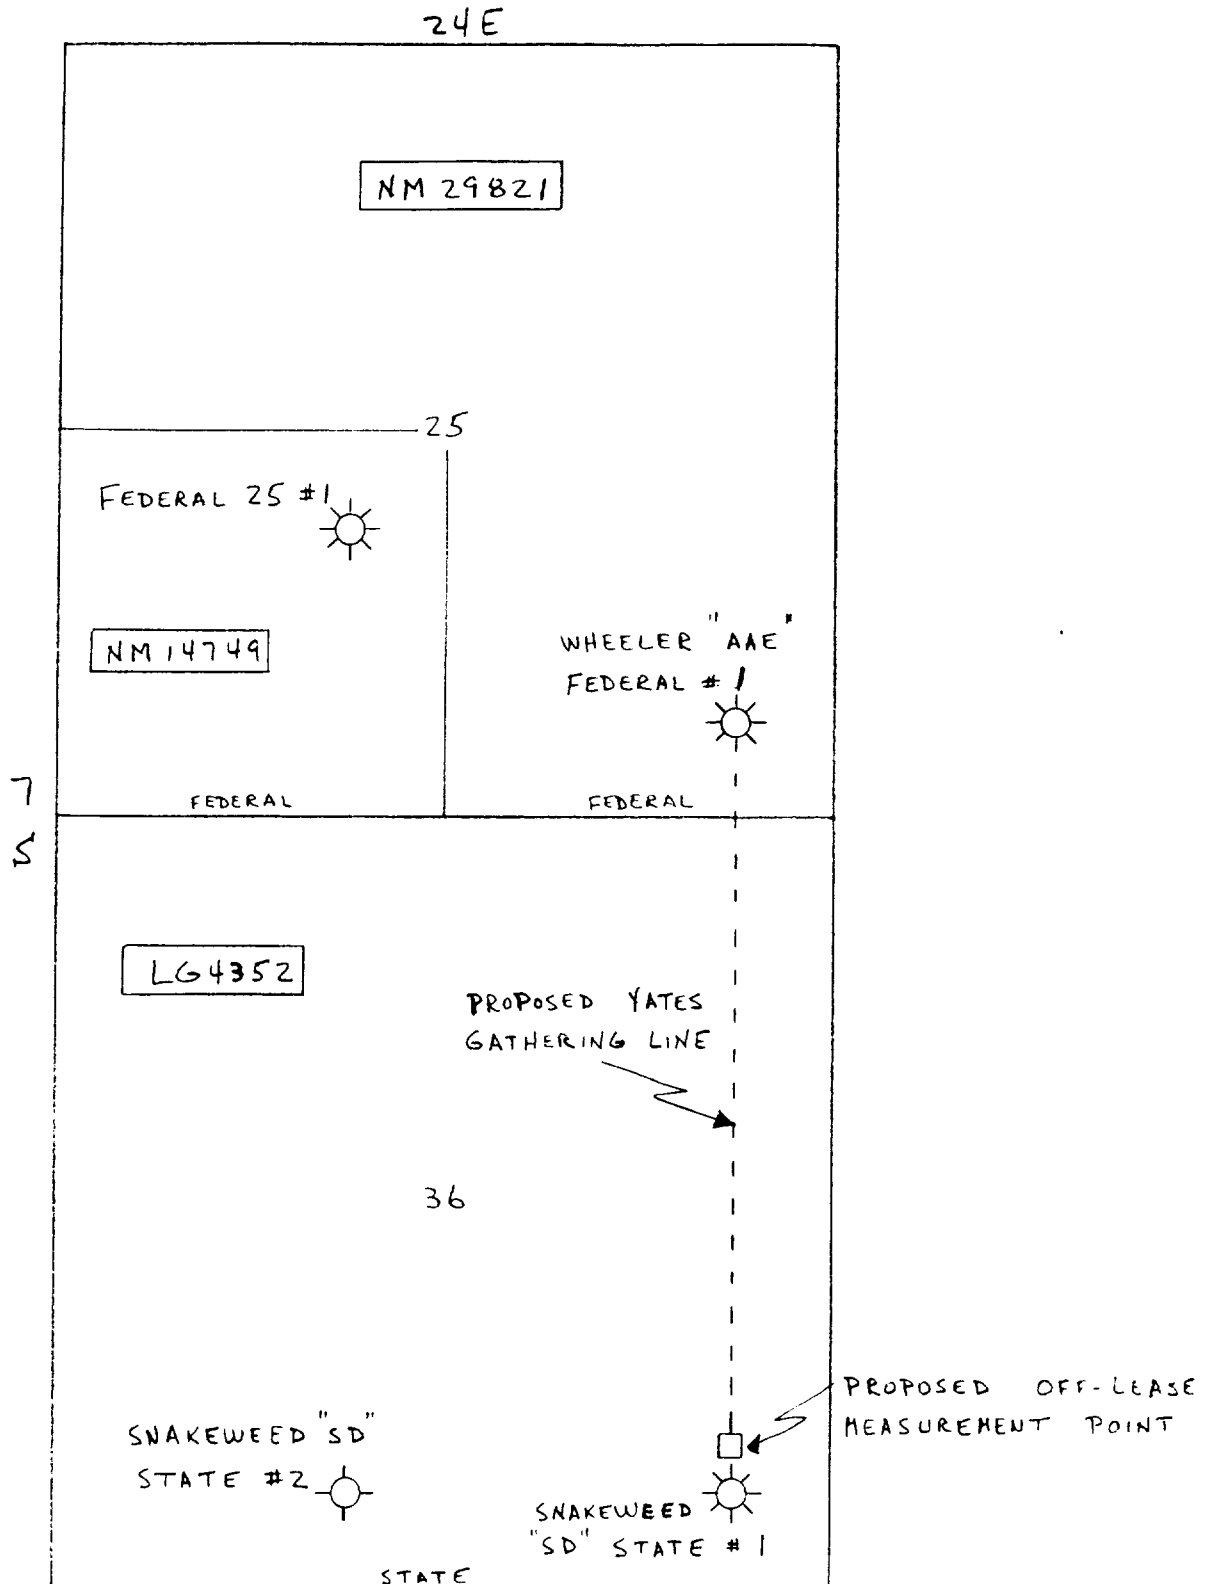 24E
NM 29821
25
FEDERAL 25 #1
NM 14749
WHEELER "AAE"
FEDERAL # 1
7
S
FEDERAL
FEDERAL
LG4352
PROPOSED YATES
GATHERING LINE
36
PROPOSED OFF-LEASE
MEASUREMENT POINT
SNAKEWEED "SD"
STATE #2
SNAKEWEED
"SD" STATE # 1
STATE